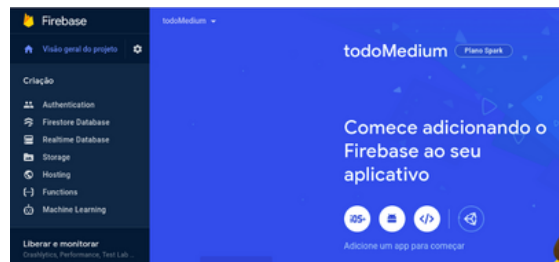 Firebase
todoMedium
Visão geral do projeto
todoMedium
Plano Spark
Criação
Authentication
Firestore Database
Realtime Database
Storage
Hosting
Functions
Machine Learning
Comece adicionando o
Firebase ao seu
aplicativo
iOS+
Adicione um app para começar
Liberar e monitorar
Crashlytics, Performance, Test Lab ...